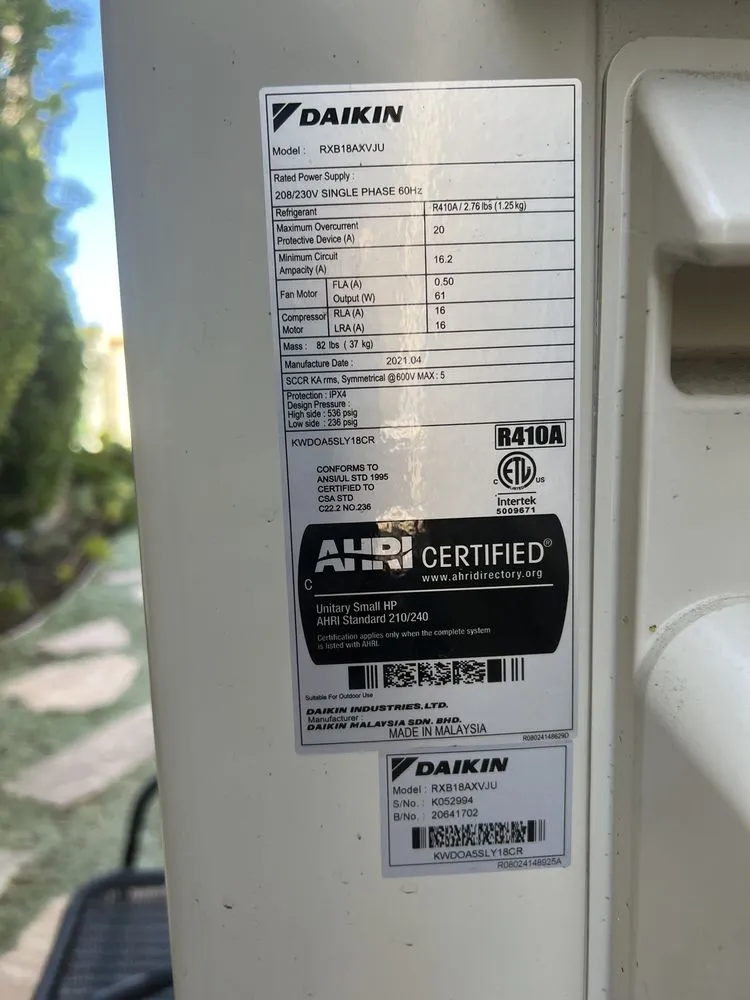 DAIKIN
Model : RXB18AXVJU
Rated Power Supply :
208/230V SINGLE PHASE 60Hz
Refrigerant R410A / 2.76 lbs (1.25 kg)
Maximum Overcurrent
Protective Device (A) 20
Minimum Circuit
Ampacity (A) 16.2
Fan Motor FLA (A) 0.50
Output (W) 61
Compressor RLA (A) 16
Motor LRA (A) 16
Mass : 82 lbs ( 37 kg)
Manufacture Date : 2021.04
SCCR KA rms, Symmetrical @600V MAX : 5
Protection : IPX4
Design Pressure :
High side : 536 psig
Low side : 236 psig
KWDOA5SLY18CR
R410A
CONFORMS TO
ANSI/UL STD 1995
CERTIFIED TO
CSA STD
C22.2 NO.236
C ETL US
Intertek
5009671
AHRI CERTIFIED®
www.ahridirectory.org
C
Unitary Small HP
AHRI Standard 210/240
Certification applies only when the complete system
is listed with AHRI.
Suitable For Outdoor Use
DAIKIN INDUSTRIES,LTD.
Manufacturer :
DAIKIN MALAYSIA SDN. BHD.
MADE IN MALAYSIA
R08024148629D
DAIKIN
Model : RXB18AXVJU
S/No. : K052994
B/No. : 20641702
KWDOA5SLY18CR
R08024148925A